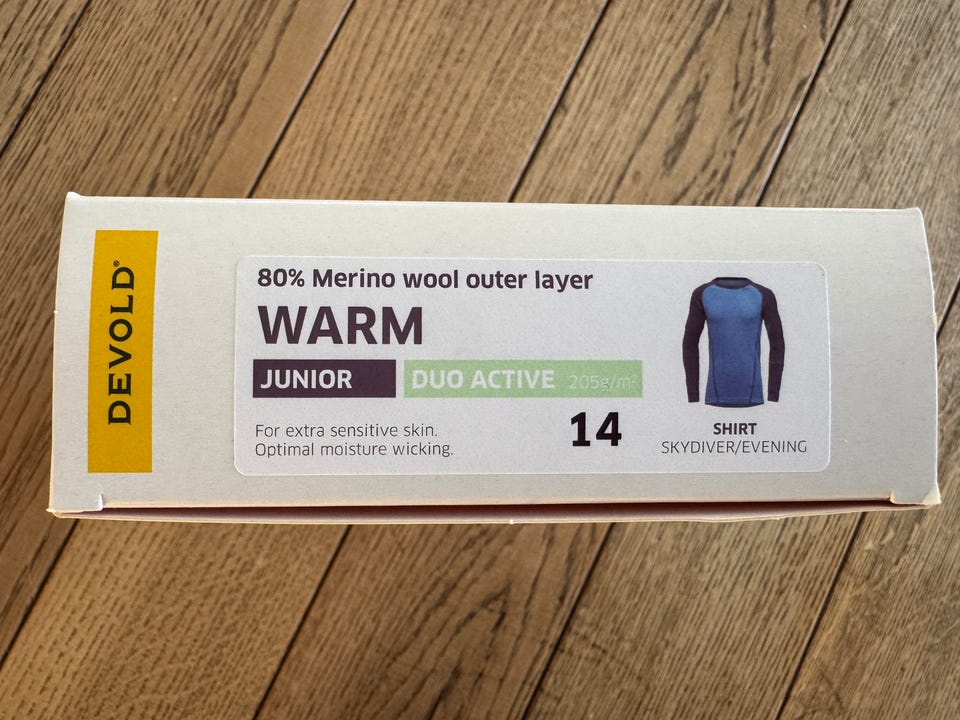 DEVOLD®
80% Merino wool outer layer
WARM
JUNIOR
DUO ACTIVE 205g/m²
For extra sensitive skin.
Optimal moisture wicking.
14
SHIRT
SKYDIVER/EVENING